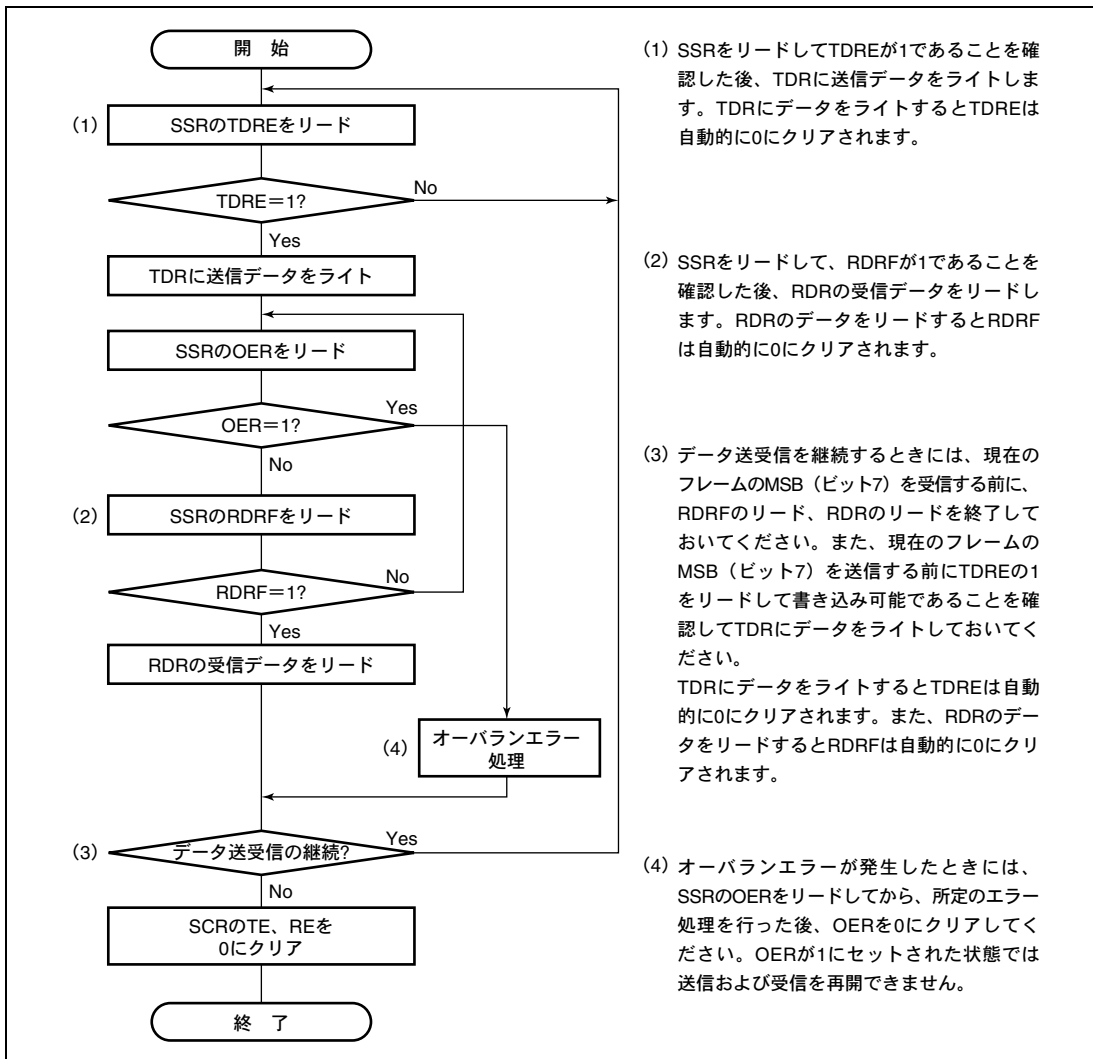 開 始
(1) SSRのTDREをリード
TDRE=1?
No
Yes
TDRに送信データをライト
SSRのOERをリード
OER=1?
Yes
No
(2) SSRのRDRFをリード
RDRF=1?
No
Yes
RDRの受信データをリード
(4) オーバランエラー
処理
(3) データ送受信の継続?
Yes
No
SCRのTE、REを
0にクリア
終 了
(1) SSRをリードしてTDREが1であることを確
認した後、TDRに送信データをライトしま
す。TDRにデータをライトするとTDREは
自動的に0にクリアされます。
(2) SSRをリードして、RDRFが1であることを
確認した後、RDRの受信データをリードし
ます。RDRのデータをリードするとRDRF
は自動的に0にクリアされます。
(3) データ送受信を継続するときには、現在の
フレームのMSB(ビット7)を受信する前に、
RDRFのリード、RDRのリードを終了して
おいてください。また、現在のフレームの
MSB(ビット7)を送信する前にTDREの1
をリードして書き込み可能であることを確
認してTDRにデータをライトしておいてく
ださい。
TDRにデータをライトするとTDREは自動
的に0にクリアされます。また、RDRのデー
タをリードするとRDRFは自動的に0にクリ
アされます。
(4) オーバランエラーが発生したときには、
SSRのOERをリードしてから、所定のエラー
処理を行った後、OERを0にクリアしてく
ださい。OERが1にセットされた状態では
送信および受信を再開できません。